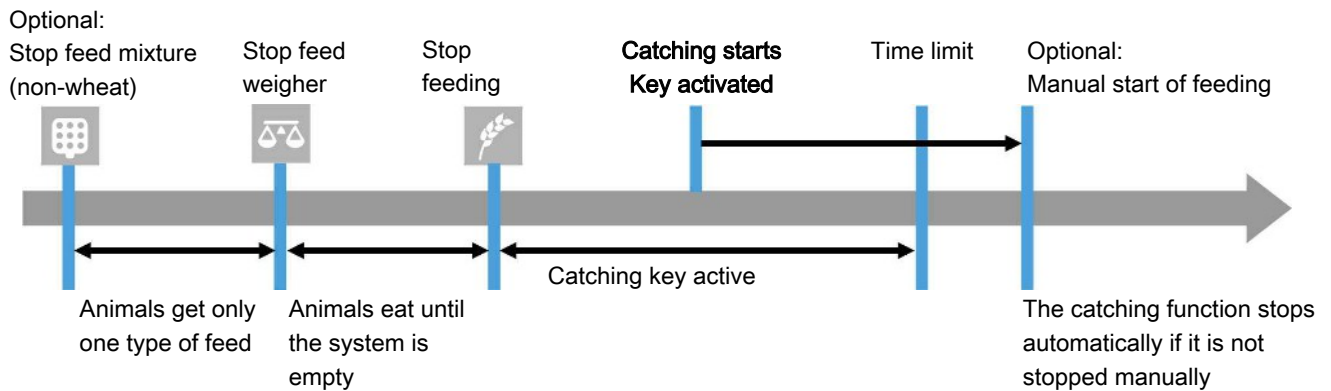 Optional:
Stop feed mixture
(non-wheat)
Stop feed
weigher
Stop
feeding
Catching starts
Key activated
Time limit
Optional:
Manual start of feeding
Catching key active
Animals get only
one type of feed
Animals eat until
the system is
empty
The catching function stops
automatically if it is not
stopped manually